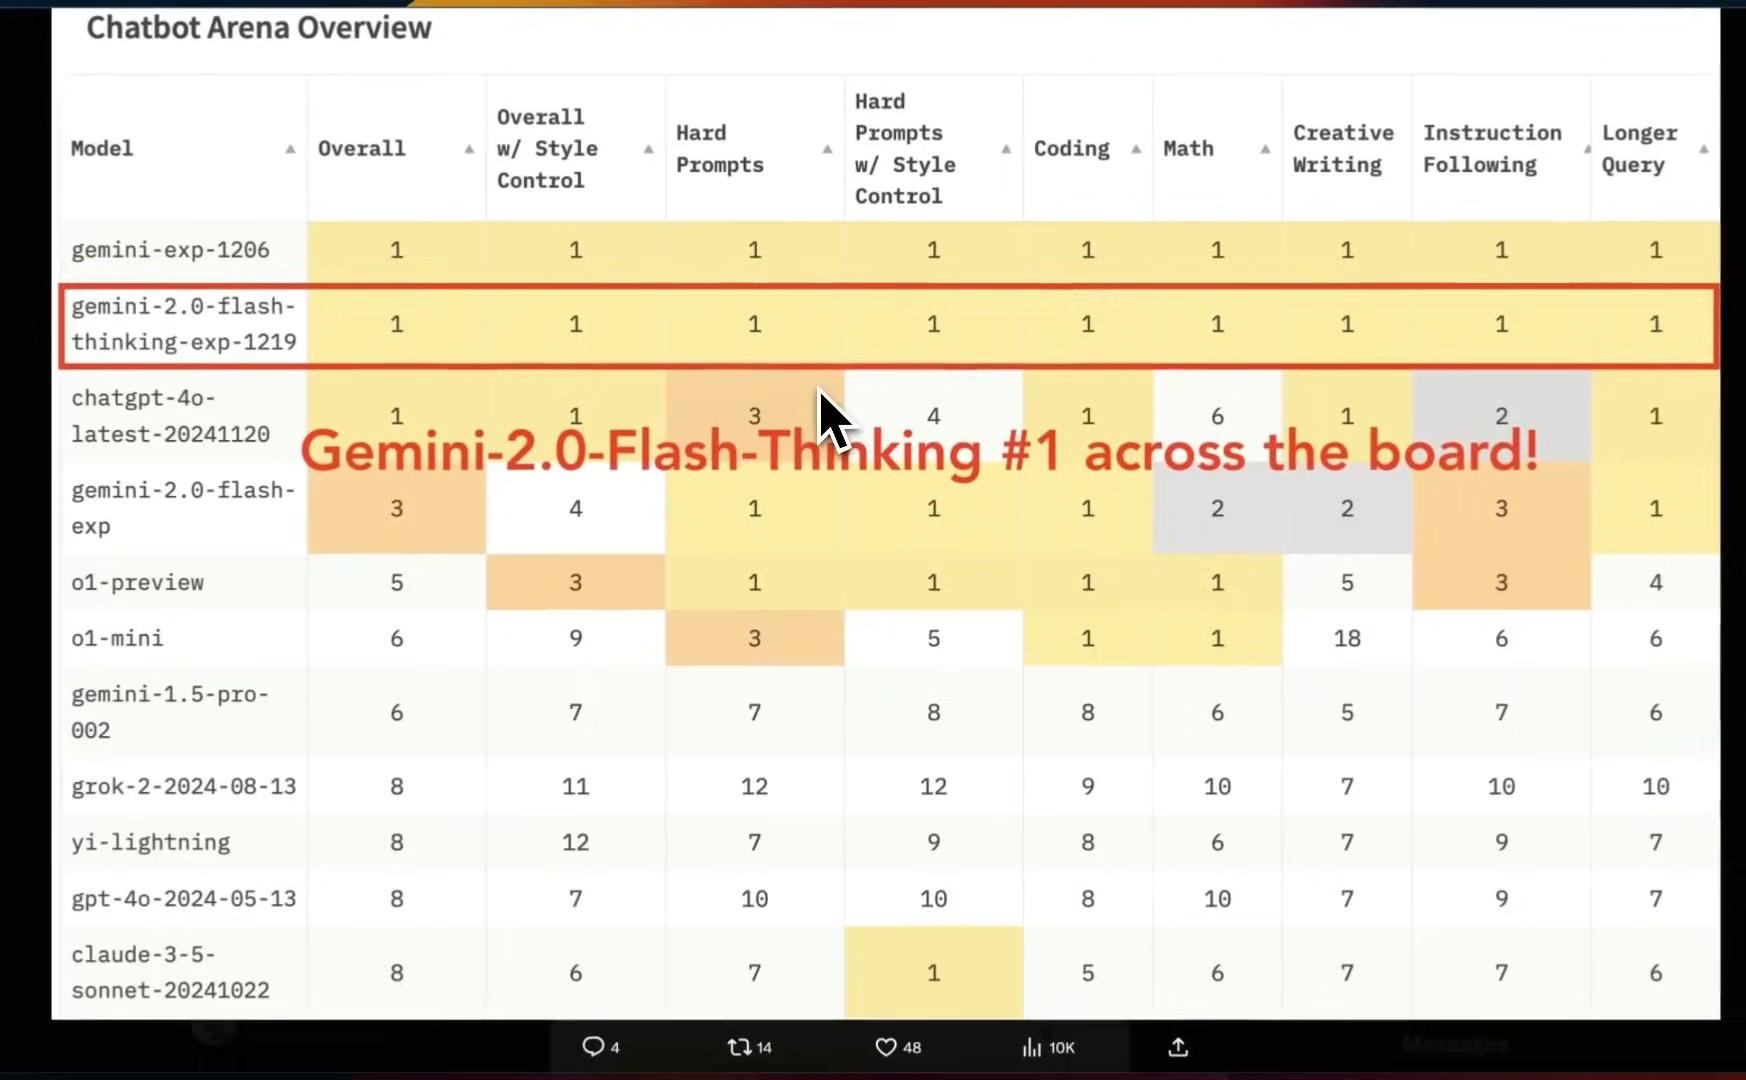 Chatbot Arena Overview
Model Overall Overall w/ Style Control Hard Prompts Hard Prompts w/ Style Control Coding Math Creative Writing Instruction Following Longer Query
gemini-exp-1206 1 1 1 1 1 1 1 1 1
gemini-2.0-flash-thinking-exp-1219 1 1 1 1 1 1 1 1 1
chatgpt-4o-latest-20241120 1 1 3 4 1 6 1 2 1
Gemini-2.0-Flash-Thinking #1 across the board!
gemini-2.0-flash-exp 3 4 1 1 1 2 2 3 1
o1-preview 5 3 1 1 1 1 5 3 4
o1-mini 6 9 3 5 1 1 18 6 6
gemini-1.5-pro-002 6 7 7 8 8 6 5 7 6
grok-2-2024-08-13 8 11 12 12 9 10 7 10 10
yi-lightning 8 12 7 9 8 6 7 9 7
gpt-4o-2024-05-13 8 7 10 10 8 10 7 9 7
claude-3-5-sonnet-20241022 8 6 7 1 5 6 7 7 6
4 14 48 10K
Messages